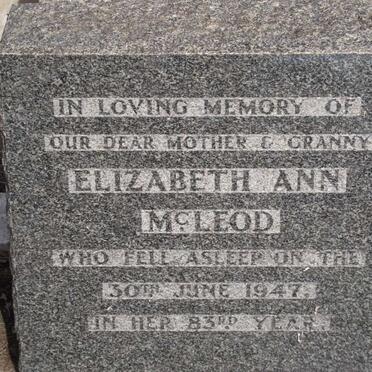 IN LOVING MEMORY OF
OUR DEAR MOTHER & GRANNY
ELIZABETH ANN
McLEOD
WHO FELL ASLEEP ON THE
30TH JUNE 1947.
IN HER 83RD YEAR.